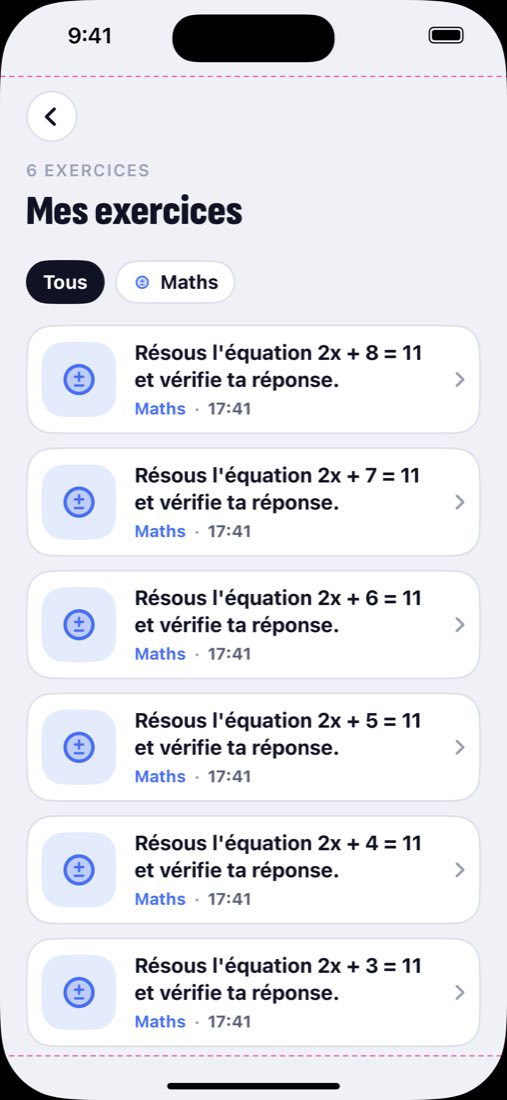 9:41
6 EXERCICES
Mes exercices
Tous
Maths
Résous l'équation 2x + 8 = 11
et vérifie ta réponse.
Maths · 17:41
Résous l'équation 2x + 7 = 11
et vérifie ta réponse.
Maths · 17:41
Résous l'équation 2x + 6 = 11
et vérifie ta réponse.
Maths · 17:41
Résous l'équation 2x + 5 = 11
et vérifie ta réponse.
Maths · 17:41
Résous l'équation 2x + 4 = 11
et vérifie ta réponse.
Maths · 17:41
Résous l'équation 2x + 3 = 11
et vérifie ta réponse.
Maths · 17:41